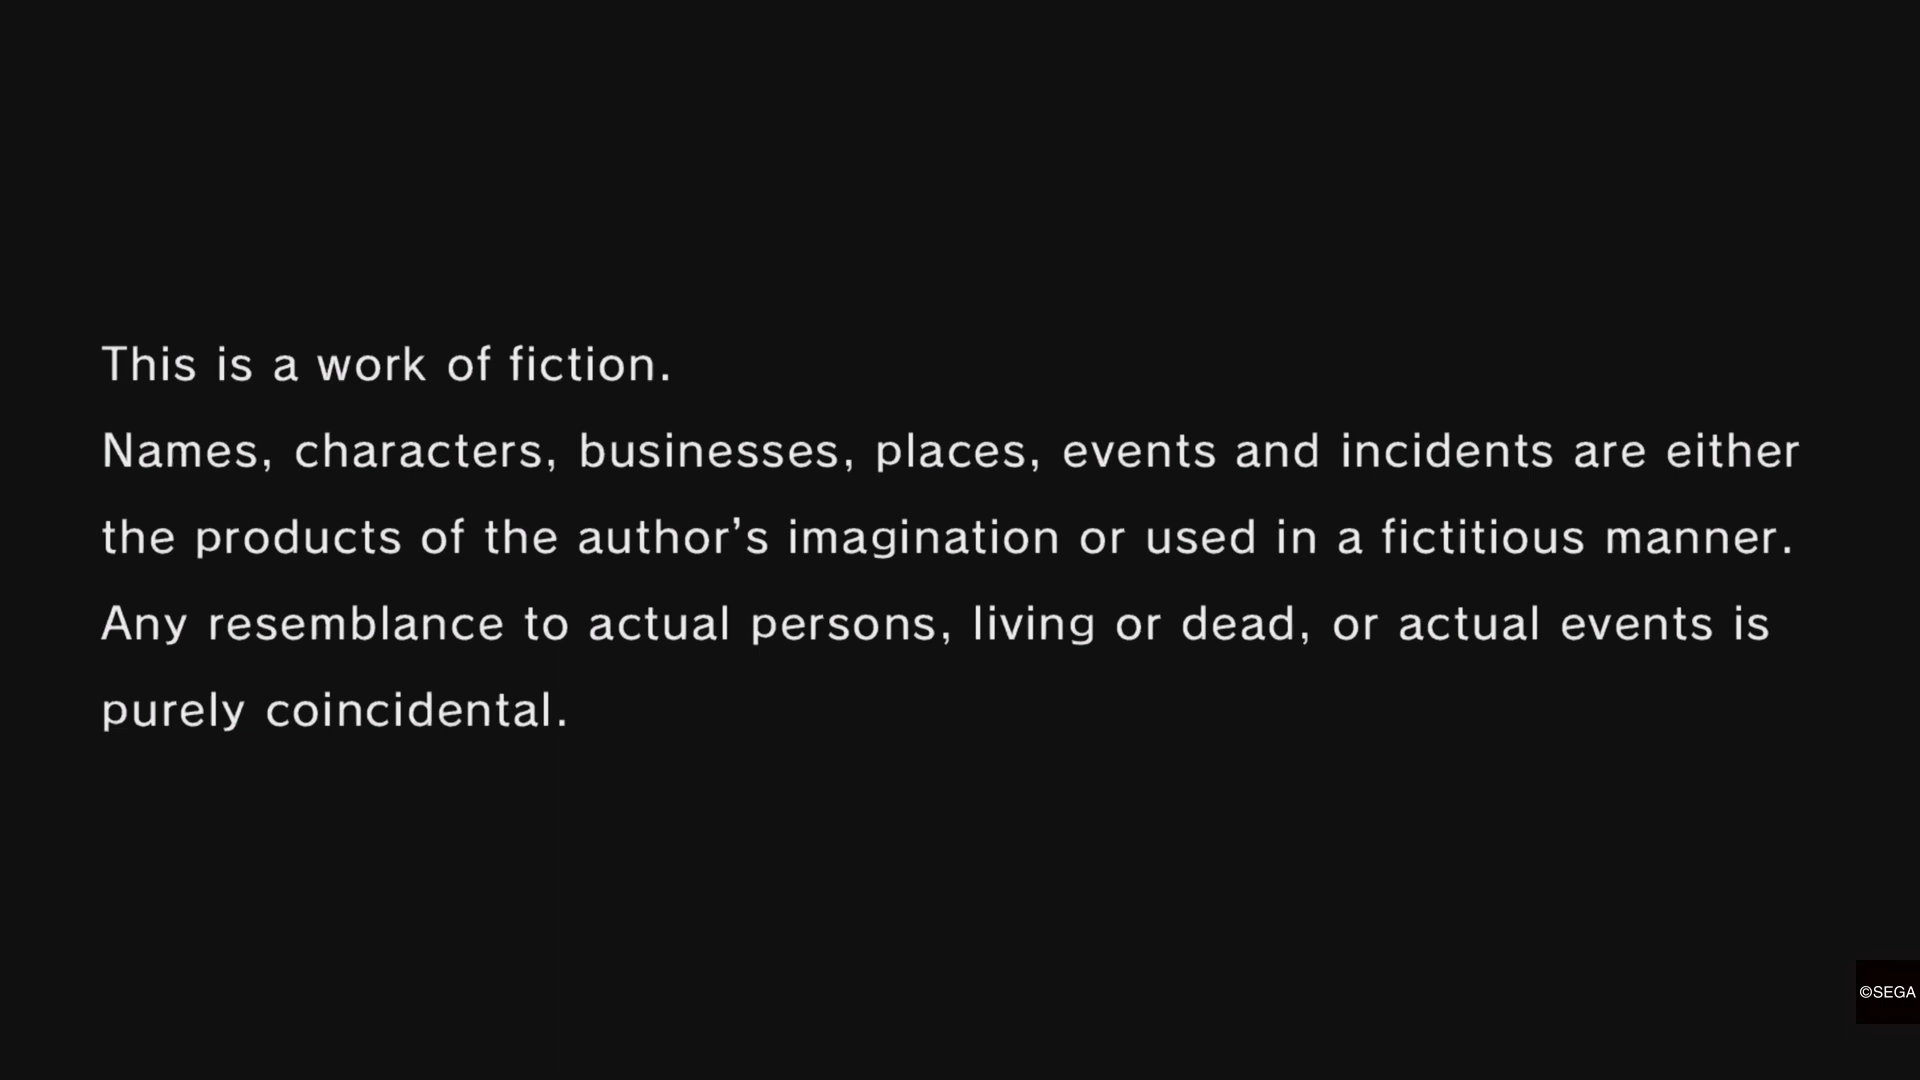 This is a work of fiction.
Names, characters, businesses, places, events and incidents are either
the products of the author’s imagination or used in a fictitious manner.
Any resemblance to actual persons, living or dead, or actual events is
purely coincidental.
©SEGA